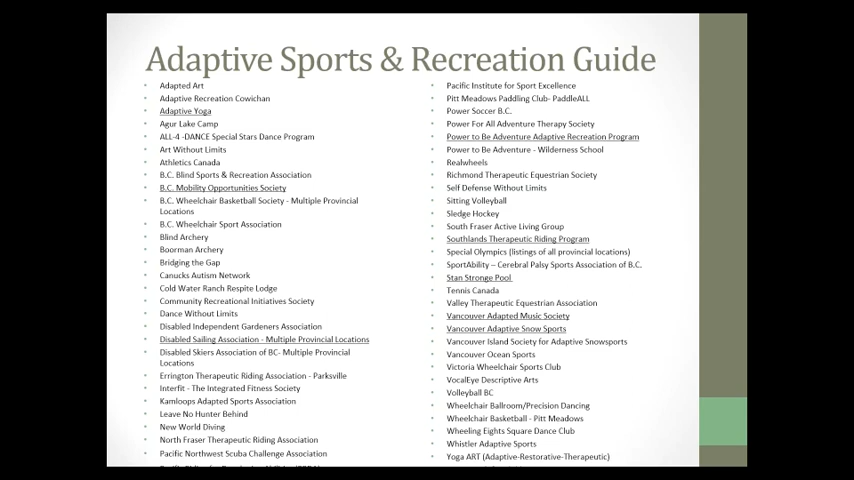 Adaptive Sports & Recreation Guide
Adapted Art
Adaptive Recreation Cowichan
Adaptive Yoga
Agur Lake Camp
ALL-4 -DANCE Special Stars Dance Program
Art Without Limits
Athletics Canada
B.C. Blind Sports & Recreation Association
B.C. Mobility Opportunities Society
B.C. Wheelchair Basketball Society - Multiple Provincial
Locations
B.C. Wheelchair Sport Association
Blind Archery
Boorman Archery
Bridging the Gap
Canucks Autism Network
Cold Water Ranch Respite Lodge
Community Recreational Initiatives Society
Dance Without Limits
Disabled Independent Gardeners Association
Disabled Sailing Association - Multiple Provincial Locations
Disabled Skiers Association of BC- Multiple Provincial
Locations
Errington Therapeutic Riding Association - Parksville
Interfit - The Integrated Fitness Society
Kamloops Adapted Sports Association
Leave No Hunter Behind
New World Diving
North Fraser Therapeutic Riding Association
Pacific Northwest Scuba Challenge Association
Pacific Institute for Sport Excellence
Pitt Meadows Paddling Club- PaddleALL
Power Soccer B.C.
Power For All Adventure Therapy Society
Power to Be Adventure Adaptive Recreation Program
Power to Be Adventure - Wilderness School
Realwheels
Richmond Therapeutic Equestrian Society
Self Defense Without Limits
Sitting Volleyball
Sledge Hockey
South Fraser Active Living Group
Southlands Therapeutic Riding Program
Special Olympics (listings of all provincial locations)
SportAbility – Cerebral Palsy Sports Association of B.C.
Stan Stronge Pool
Tennis Canada
Valley Therapeutic Equestrian Association
Vancouver Adapted Music Society
Vancouver Adaptive Snow Sports
Vancouver Island Society for Adaptive Snowsports
Vancouver Ocean Sports
Victoria Wheelchair Sports Club
VocalEye Descriptive Arts
Volleyball BC
Wheelchair Ballroom/Precision Dancing
Wheelchair Basketball - Pitt Meadows
Wheeling Eights Square Dance Club
Whistler Adaptive Sports
Yoga ART (Adaptive-Restorative-Therapeutic)